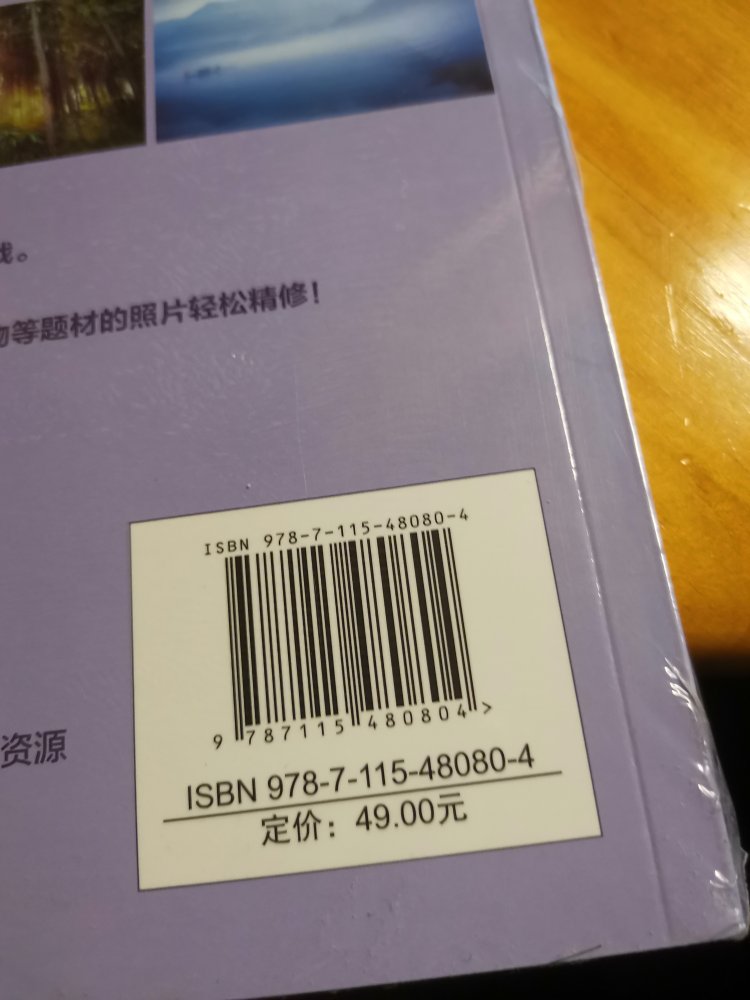 战。
物等题材的照片轻松精修!
ISBN 978-7-115-48080-4
9 787115 480804 >
资源
ISBN 978-7-115-48080-4
定价：49.00元